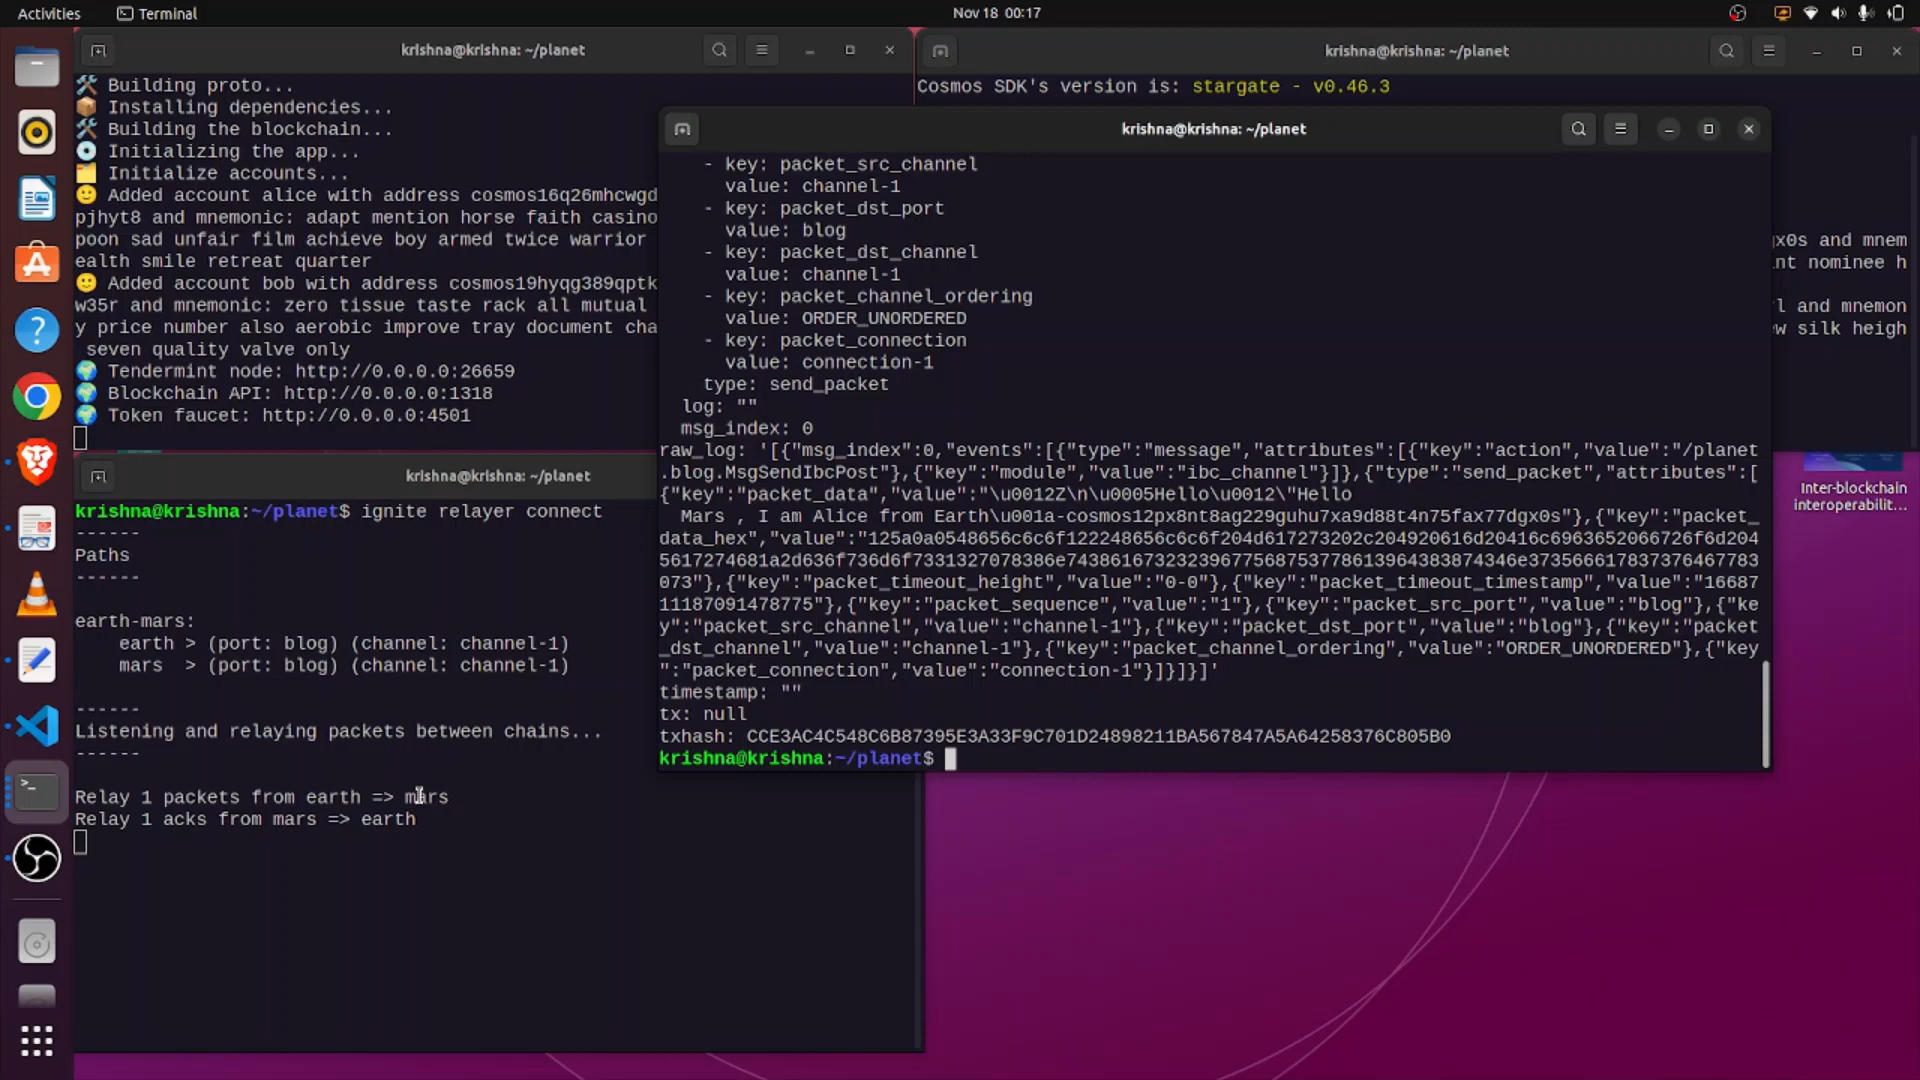 Activities
Terminal
Nov 18 00:17
krishna@krishna: ~/planet
🛠️ Building proto...
📦 Installing dependencies...
🛠️ Building the blockchain...
💿 Initializing the app...
🗂️ Initialize accounts...
🙂 Added account alice with address cosmos16q26mhcwgd
pjhyt8 and mnemonic: adapt mention horse faith casino
poon sad unfair film achieve boy armed twice warrior
ealth smile retreat quarter
🙂 Added account bob with address cosmos19hyqg389qptk
w35r and mnemonic: zero tissue taste rack all mutual
y price number also aerobic improve tray document cha
seven quality valve only
🌍 Tendermint node: http://0.0.0.0:26659
🌍 Blockchain API: http://0.0.0.0:1318
🌍 Token faucet: http://0.0.0.0:4501
krishna@krishna: ~/planet
Cosmos SDK's version is: stargate - v0.46.3
gx0s and mnem
nt nominee h
l and mnemon
ew silk heigh
krishna@krishna: ~/planet
- key: packet_src_channel
value: channel-1
- key: packet_dst_port
value: blog
- key: packet_dst_channel
value: channel-1
- key: packet_channel_ordering
value: ORDER_UNORDERED
- key: packet_connection
value: connection-1
type: send_packet
log: ""
msg_index: 0
raw_log: '[{"msg_index":0,"events":[{"type":"message","attributes":[{"key":"action","value":"/planet
.blog.MsgSendIbcPost"},{"key":"module","value":"ibc_channel"}]},{"type":"send_packet","attributes":[
{"key":"packet_data","value":"\u0012Z\n\u0005Hello\u0012\"Hello
Mars , I am Alice from Earth\u001a-cosmos12px8nt8ag229guhu7xa9d88t4n75fax77dgx0s"},{"key":"packet_
data_hex","value":"125a0a0548656c6c6f122248656c6c6f204d617273202c204920616d20416c6963652066726f6d204
5617274681a2d636f736d6f7331327078386e74386167323239677568753778613964383874346e373566617837376467783
073"},{"key":"packet_timeout_height","value":"0-0"},{"key":"packet_timeout_timestamp","value":"16687
11187091478775"},{"key":"packet_sequence","value":"1"},{"key":"packet_src_port","value":"blog"},{"ke
y":"packet_src_channel","value":"channel-1"},{"key":"packet_dst_port","value":"blog"},{"key":"packet
_dst_channel","value":"channel-1"},{"key":"packet_channel_ordering","value":"ORDER_UNORDERED"},{"key
":"packet_connection","value":"connection-1"}]}]}]'
timestamp: ""
tx: null
txhash: CCE3AC4C548C6B87395E3A33F9C701D24898211BA567847A5A64258376C805B0
krishna@krishna:~/planet$
krishna@krishna: ~/planet
krishna@krishna:~/planet$ ignite relayer connect
------
Paths
------
earth-mars:
earth > (port: blog) (channel: channel-1)
mars > (port: blog) (channel: channel-1)
------
Listening and relaying packets between chains...
------
Relay 1 packets from earth => mars
Relay 1 acks from mars => earth
Inter-blockchain
interoperabilit...